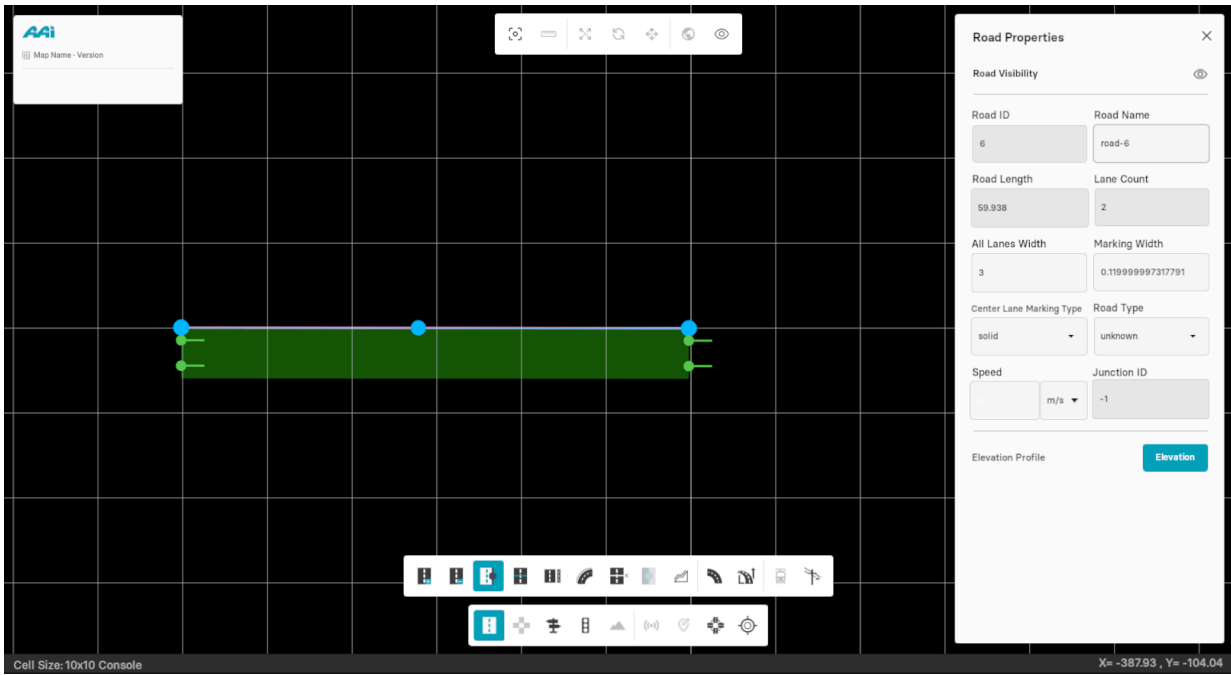 AAi
Map Name - Version
Road Properties
Road Visibility
Road ID
Road Name
6
road-6
Road Length
Lane Count
59.938
2
All Lanes Width
Marking Width
3
0.119999997317791
Center Lane Marking Type
Road Type
solid
unknown
Speed
Junction ID
m/s
-1
Elevation Profile
Elevation
Cell Size:10x10 Console
X= -387.93 , Y= -104.04